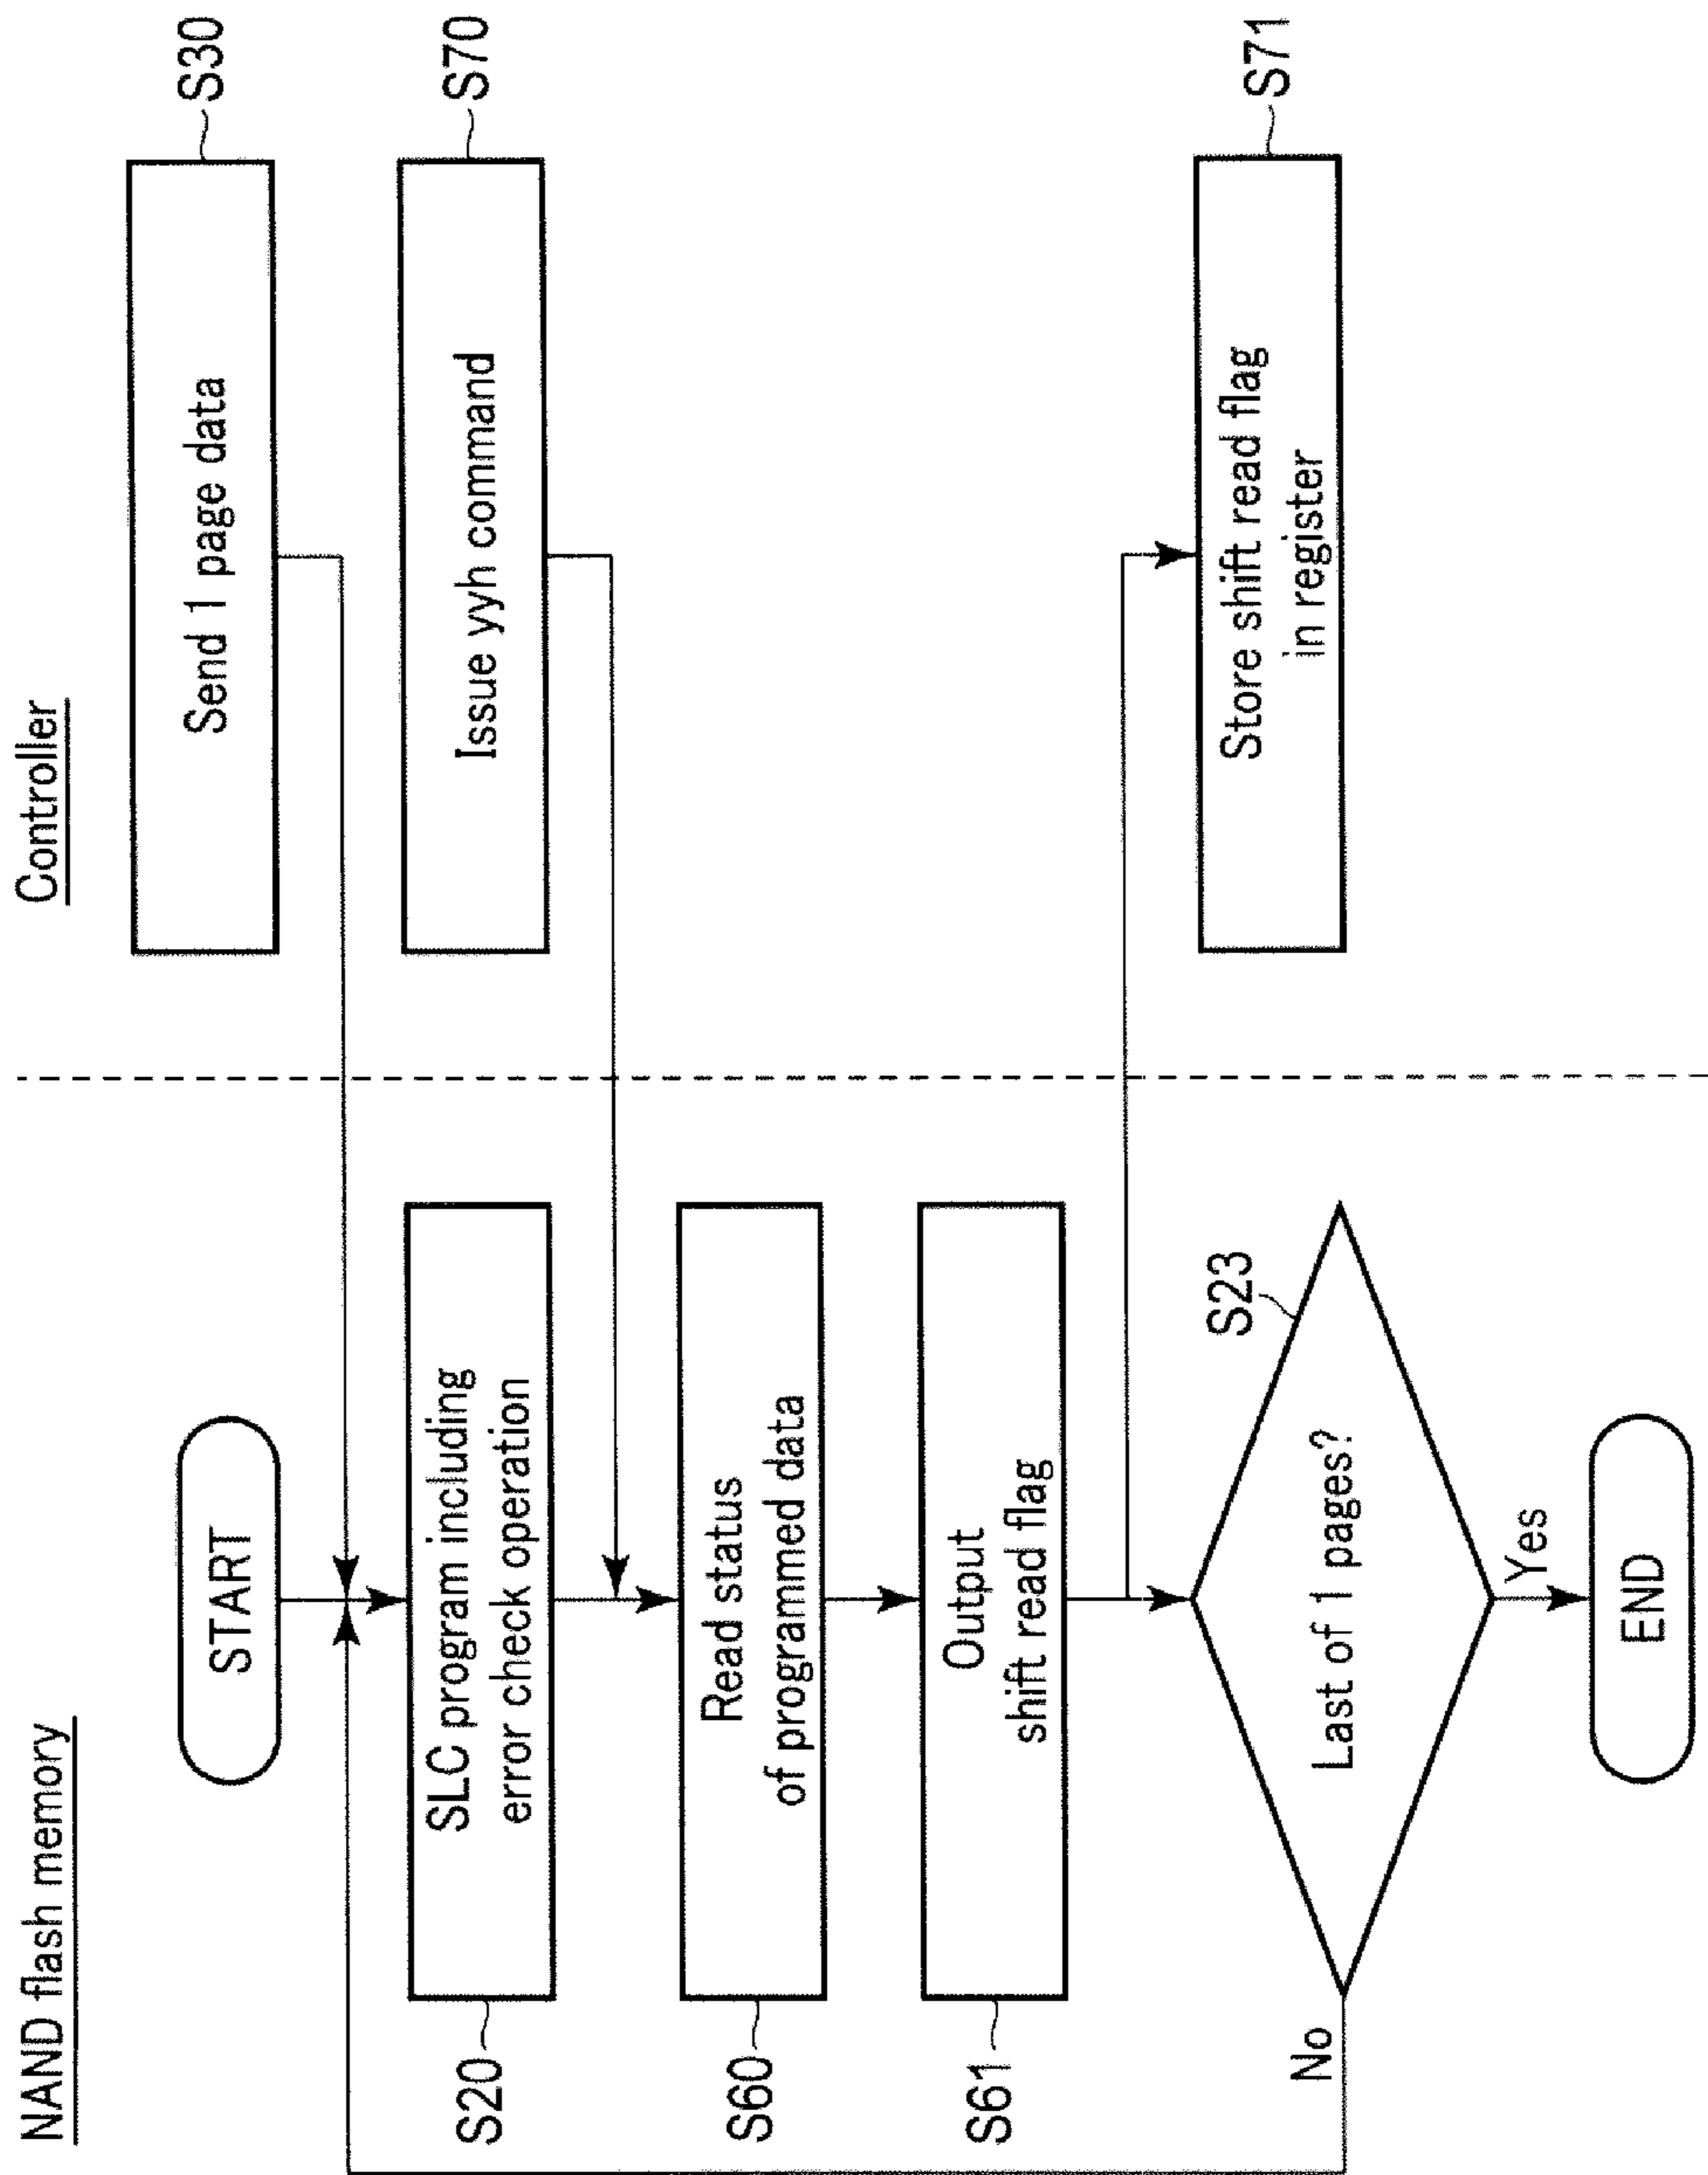 NAND flash memory
Controller
START
Send 1 page data
S30
S20
SLC program including
error check operation
Issue yyh command
S70
S60
Read status
of programmed data
S61
Output
shift read flag
Store shift read flag
in register
S71
S23
Last of 1 pages?
No
Yes
END